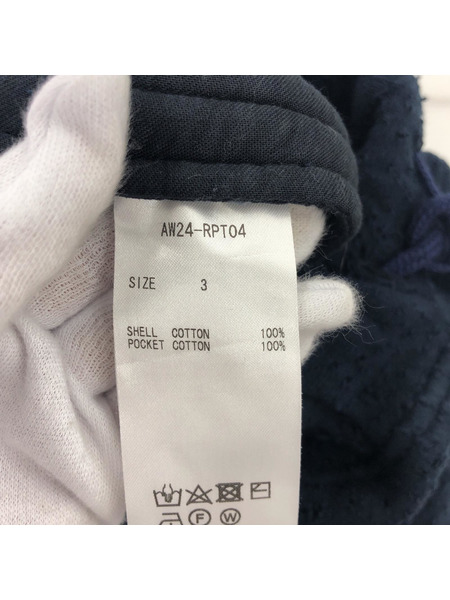 AW24-RPT04
SIZE 3
SHELL COTTON 100%
POCKET COTTON 100%
F W